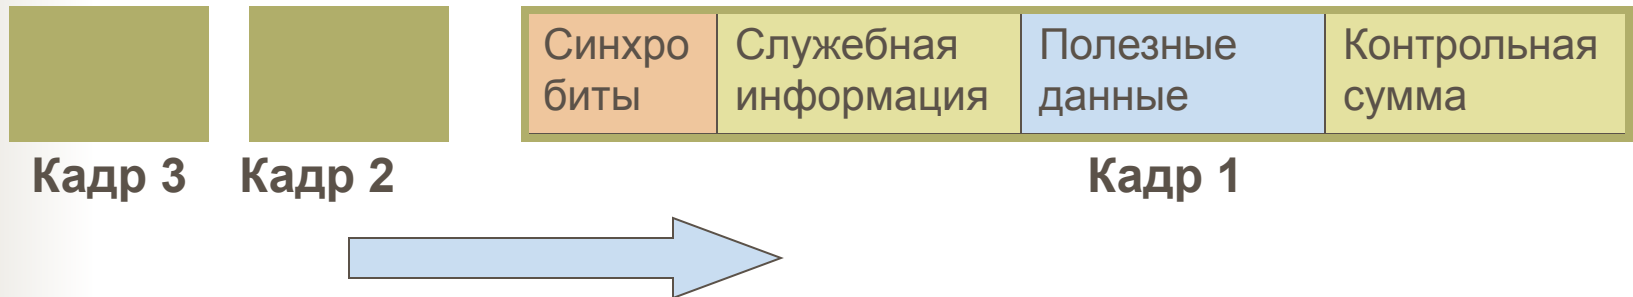 Синхро
биты
Служебная
информация
Полезные
данные
Контрольная
сумма
Кадр 3
Кадр 2
Кадр 1